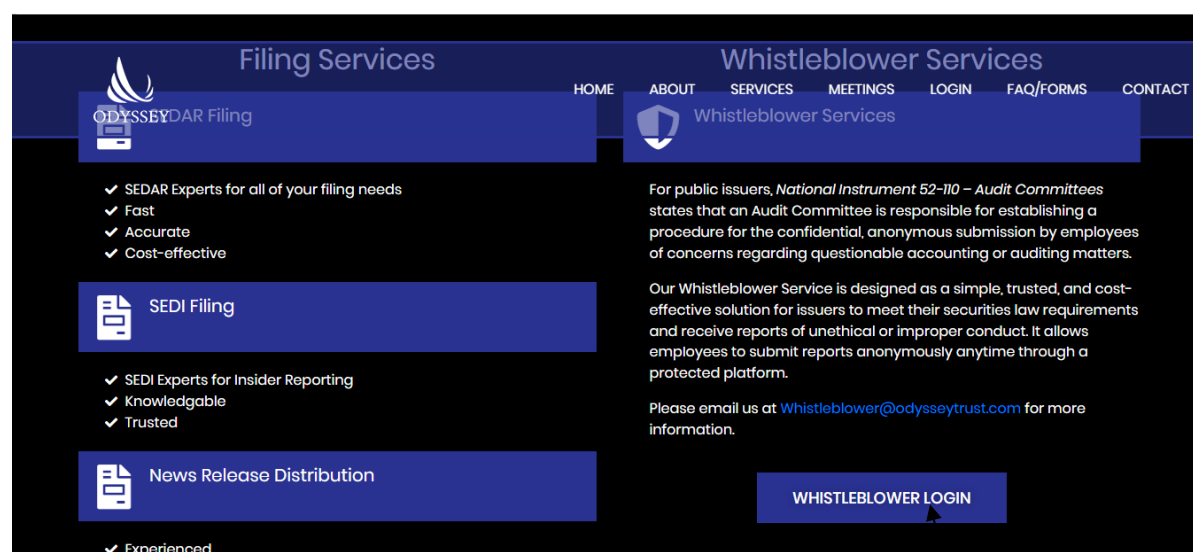 Filing Services
Whistleblower Services
ODYSSEY
HOME ABOUT SERVICES MEETINGS LOGIN FAQ/FORMS CONTACT
SEDAR Filing
✓ SEDAR Experts for all of your filing needs
✓ Fast
✓ Accurate
✓ Cost-effective
SEDI Filing
✓ SEDI Experts for Insider Reporting
✓ Knowledgable
✓ Trusted
News Release Distribution
✓ Experienced
Whistleblower Services
For public issuers, National Instrument 52-110 – Audit Committees
states that an Audit Committee is responsible for establishing a
procedure for the confidential, anonymous submission by employees
of concerns regarding questionable accounting or auditing matters.
Our Whistleblower Service is designed as a simple, trusted, and cost-
effective solution for issuers to meet their securities law requirements
and receive reports of unethical or improper conduct. It allows
employees to submit reports anonymously anytime through a
protected platform.
Please email us at Whistleblower@odysseytrust.com for more
information.
WHISTLEBLOWER LOGIN